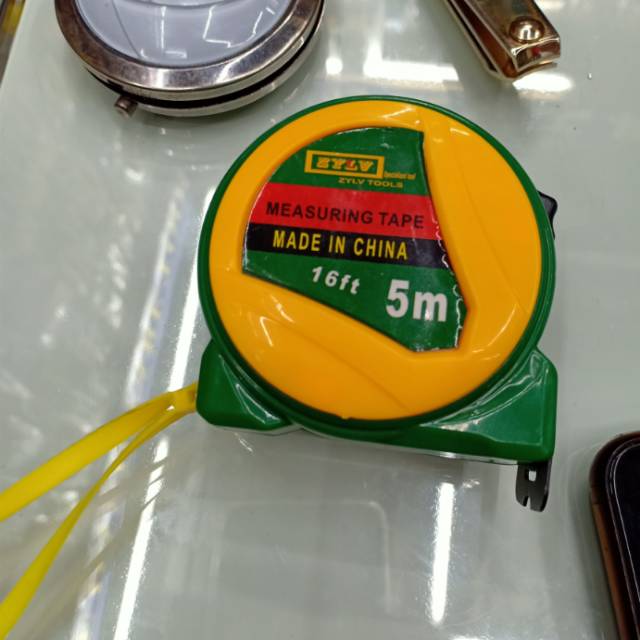 ZYLV
ZYLV TOOLS
MEASURING TAPE
MADE IN CHINA
16ft
5m